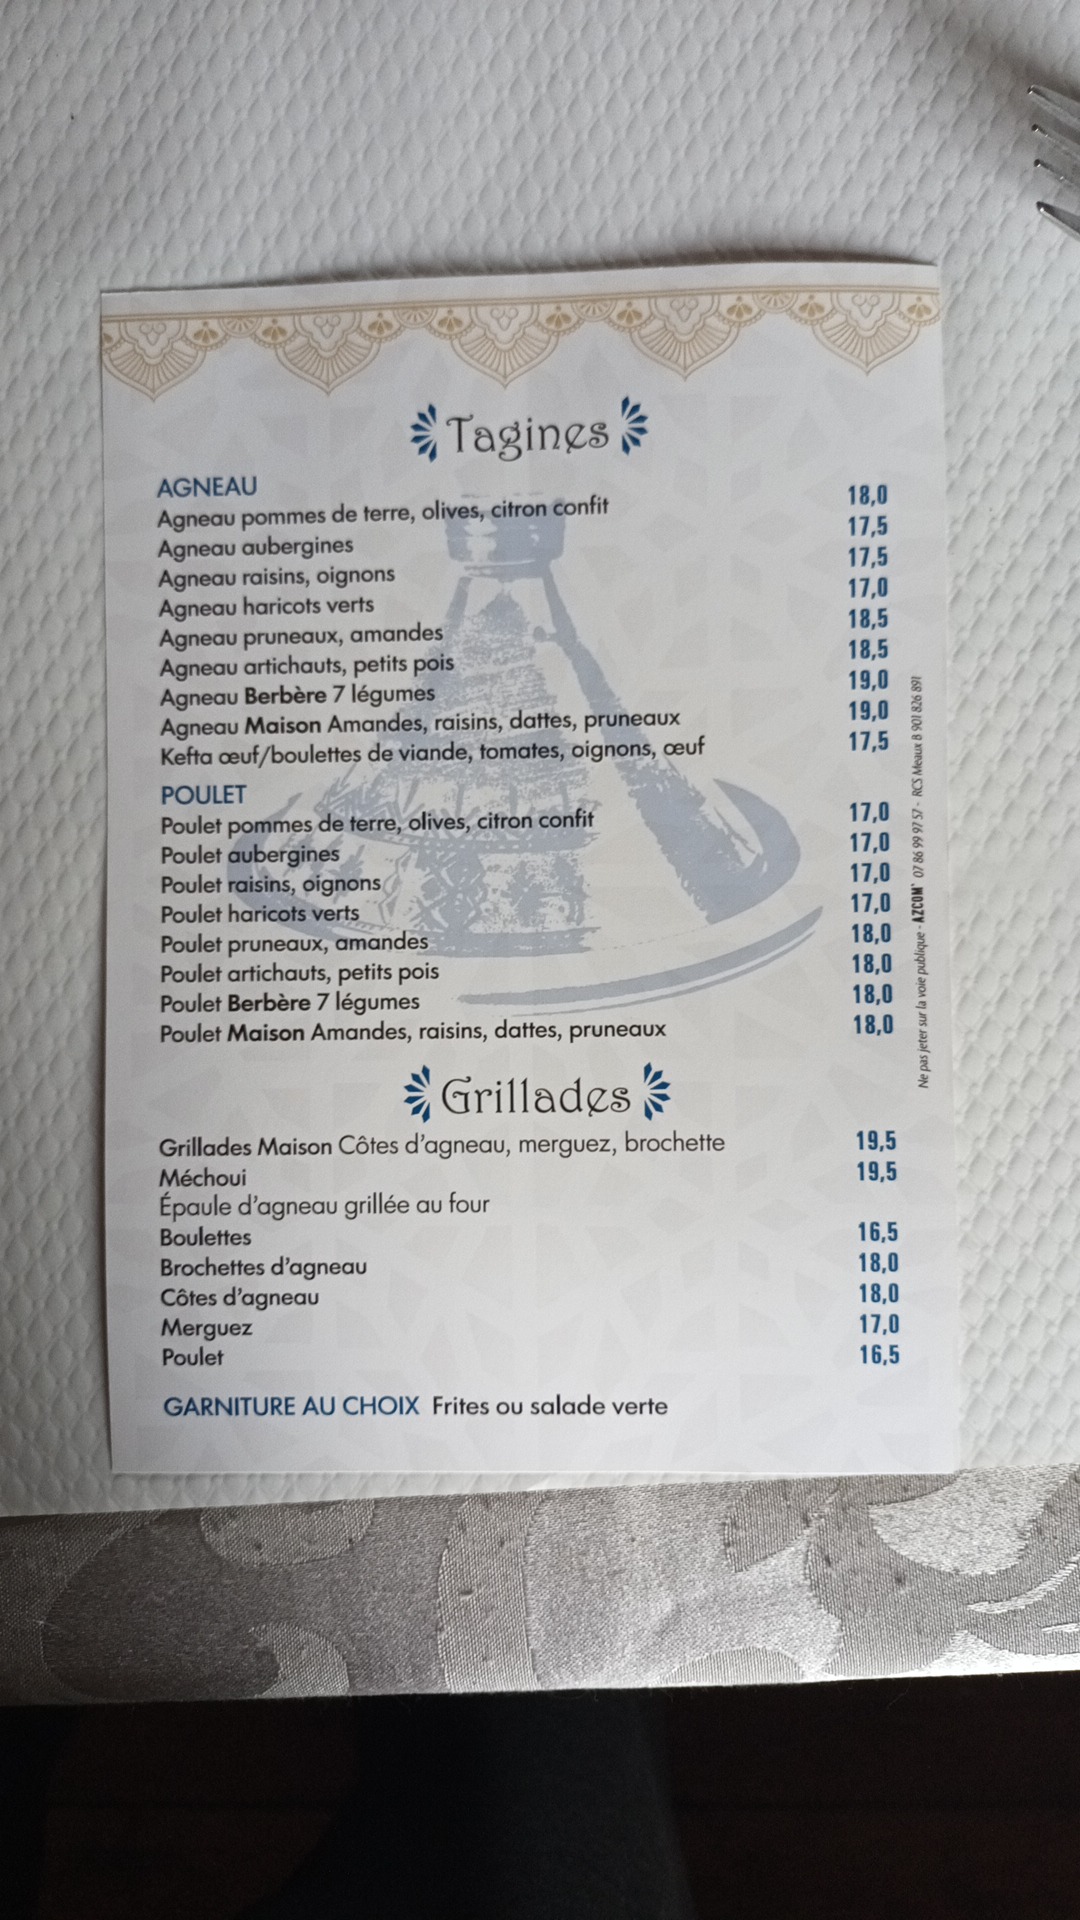 Tagines
AGNEAU
Agneau pommes de terre, olives, citron confit 18,0
Agneau aubergines 17,5
Agneau raisins, oignons 17,5
Agneau haricots verts 17,0
Agneau pruneaux, amandes 18,5
Agneau artichauts, petits pois 18,5
Agneau Berbère 7 légumes 19,0
Agneau Maison Amandes, raisins, dattes, pruneaux 19,0
Kefta œuf/boulettes de viande, tomates, oignons, œuf 17,5
POULET
Poulet pommes de terre, olives, citron confit 17,0
Poulet aubergines 17,0
Poulet raisins, oignons 17,0
Poulet haricots verts 17,0
Poulet pruneaux, amandes 18,0
Poulet artichauts, petits pois 18,0
Poulet Berbère 7 légumes 18,0
Poulet Maison Amandes, raisins, dattes, pruneaux 18,0
Grillades
Grillades Maison Côtes d'agneau, merguez, brochette 19,5
Méchoui 19,5
Épaule d'agneau grillée au four
Boulettes 16,5
Brochettes d'agneau 18,0
Côtes d'agneau 18,0
Merguez 17,0
Poulet 16,5
GARNITURE AU CHOIX Frites ou salade verte
Ne pas jeter sur la voie publique - AZCOM* 07 86 99 97 57 - RCS Meaux B 901 826 891